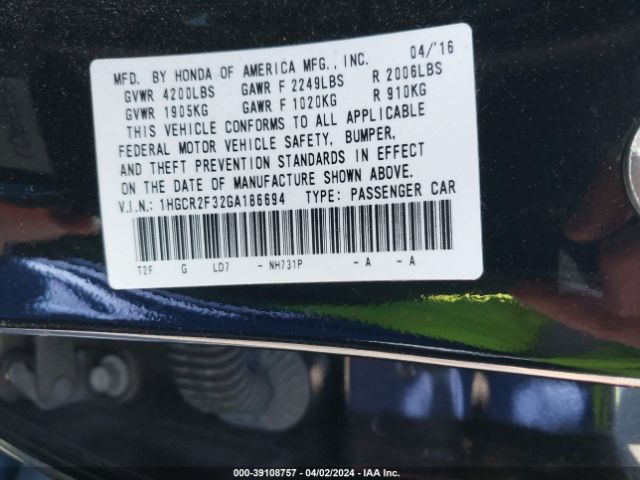 MFD. BY HONDA OF AMERICA MFG., INC. 04/'16
GVWR 4200LBS GAWR F 2249LBS R 2006LBS
GVWR 1905KG GAWR F 1020KG R 910KG
THIS VEHICLE CONFORMS TO ALL APPLICABLE
FEDERAL MOTOR VEHICLE SAFETY, BUMPER,
AND THEFT PREVENTION STANDARDS IN EFFECT
ON THE DATE OF MANUFACTURE SHOWN ABOVE.
V.I.N.: 1HGCR2F32GA186694 TYPE: PASSENGER CAR
T2F G LD7 - NH731P - A - A
000-39108757 - 04/02/2024 - IAA Inc.